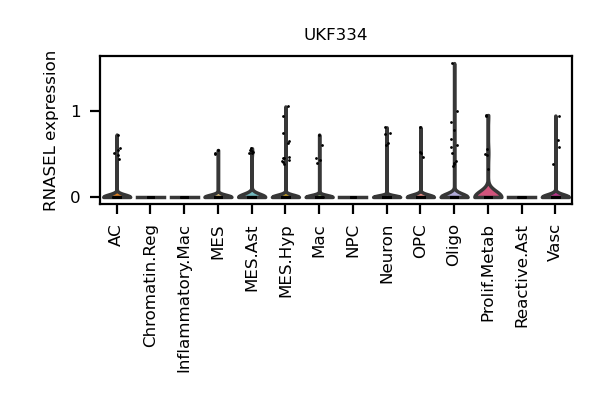 UKF334
RNASEL expression
1
0
AC
Chromatin.Reg
Inflammatory.Mac
MES
MES.Ast
MES.Hyp
Mac
NPC
Neuron
OPC
Oligo
Prolif.Metab
Reactive.Ast
Vasc